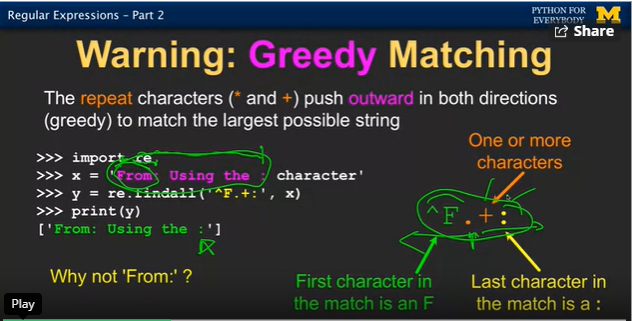 Regular Expressions – Part 2
PYTHON FOR
EVERYBODY
M
Share
Warning: Greedy Matching
The repeat characters (* and +) push outward in both directions
(greedy) to match the largest possible string
One or more
characters
>>> import re
>>> x = 'From: Using the : character'
>>> y = re.findall('^F.+:', x)
>>> print(y)
['From: Using the :']
^F.+:
Why not 'From:' ?
First character in
the match is an F
Last character in
the match is a :
Play